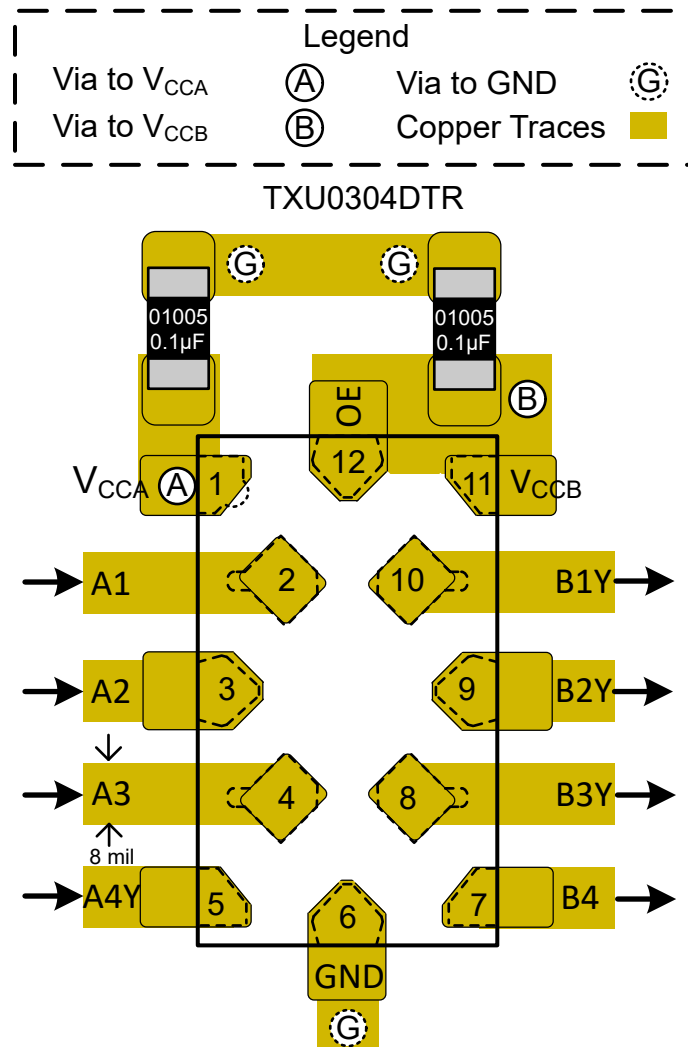 Legend
Via to VCCA A Via to GND G
Via to VCCB B Copper Traces
TXU0304DTR
G G
01005 01005
0.1µF 0.1µF
OE B
12
VCCA A 1 11 VCCB
A1 2 10 B1Y
A2 3 9 B2Y
A3 4 8 B3Y
8 mil
A4Y 5 7 B4
6
GND
G